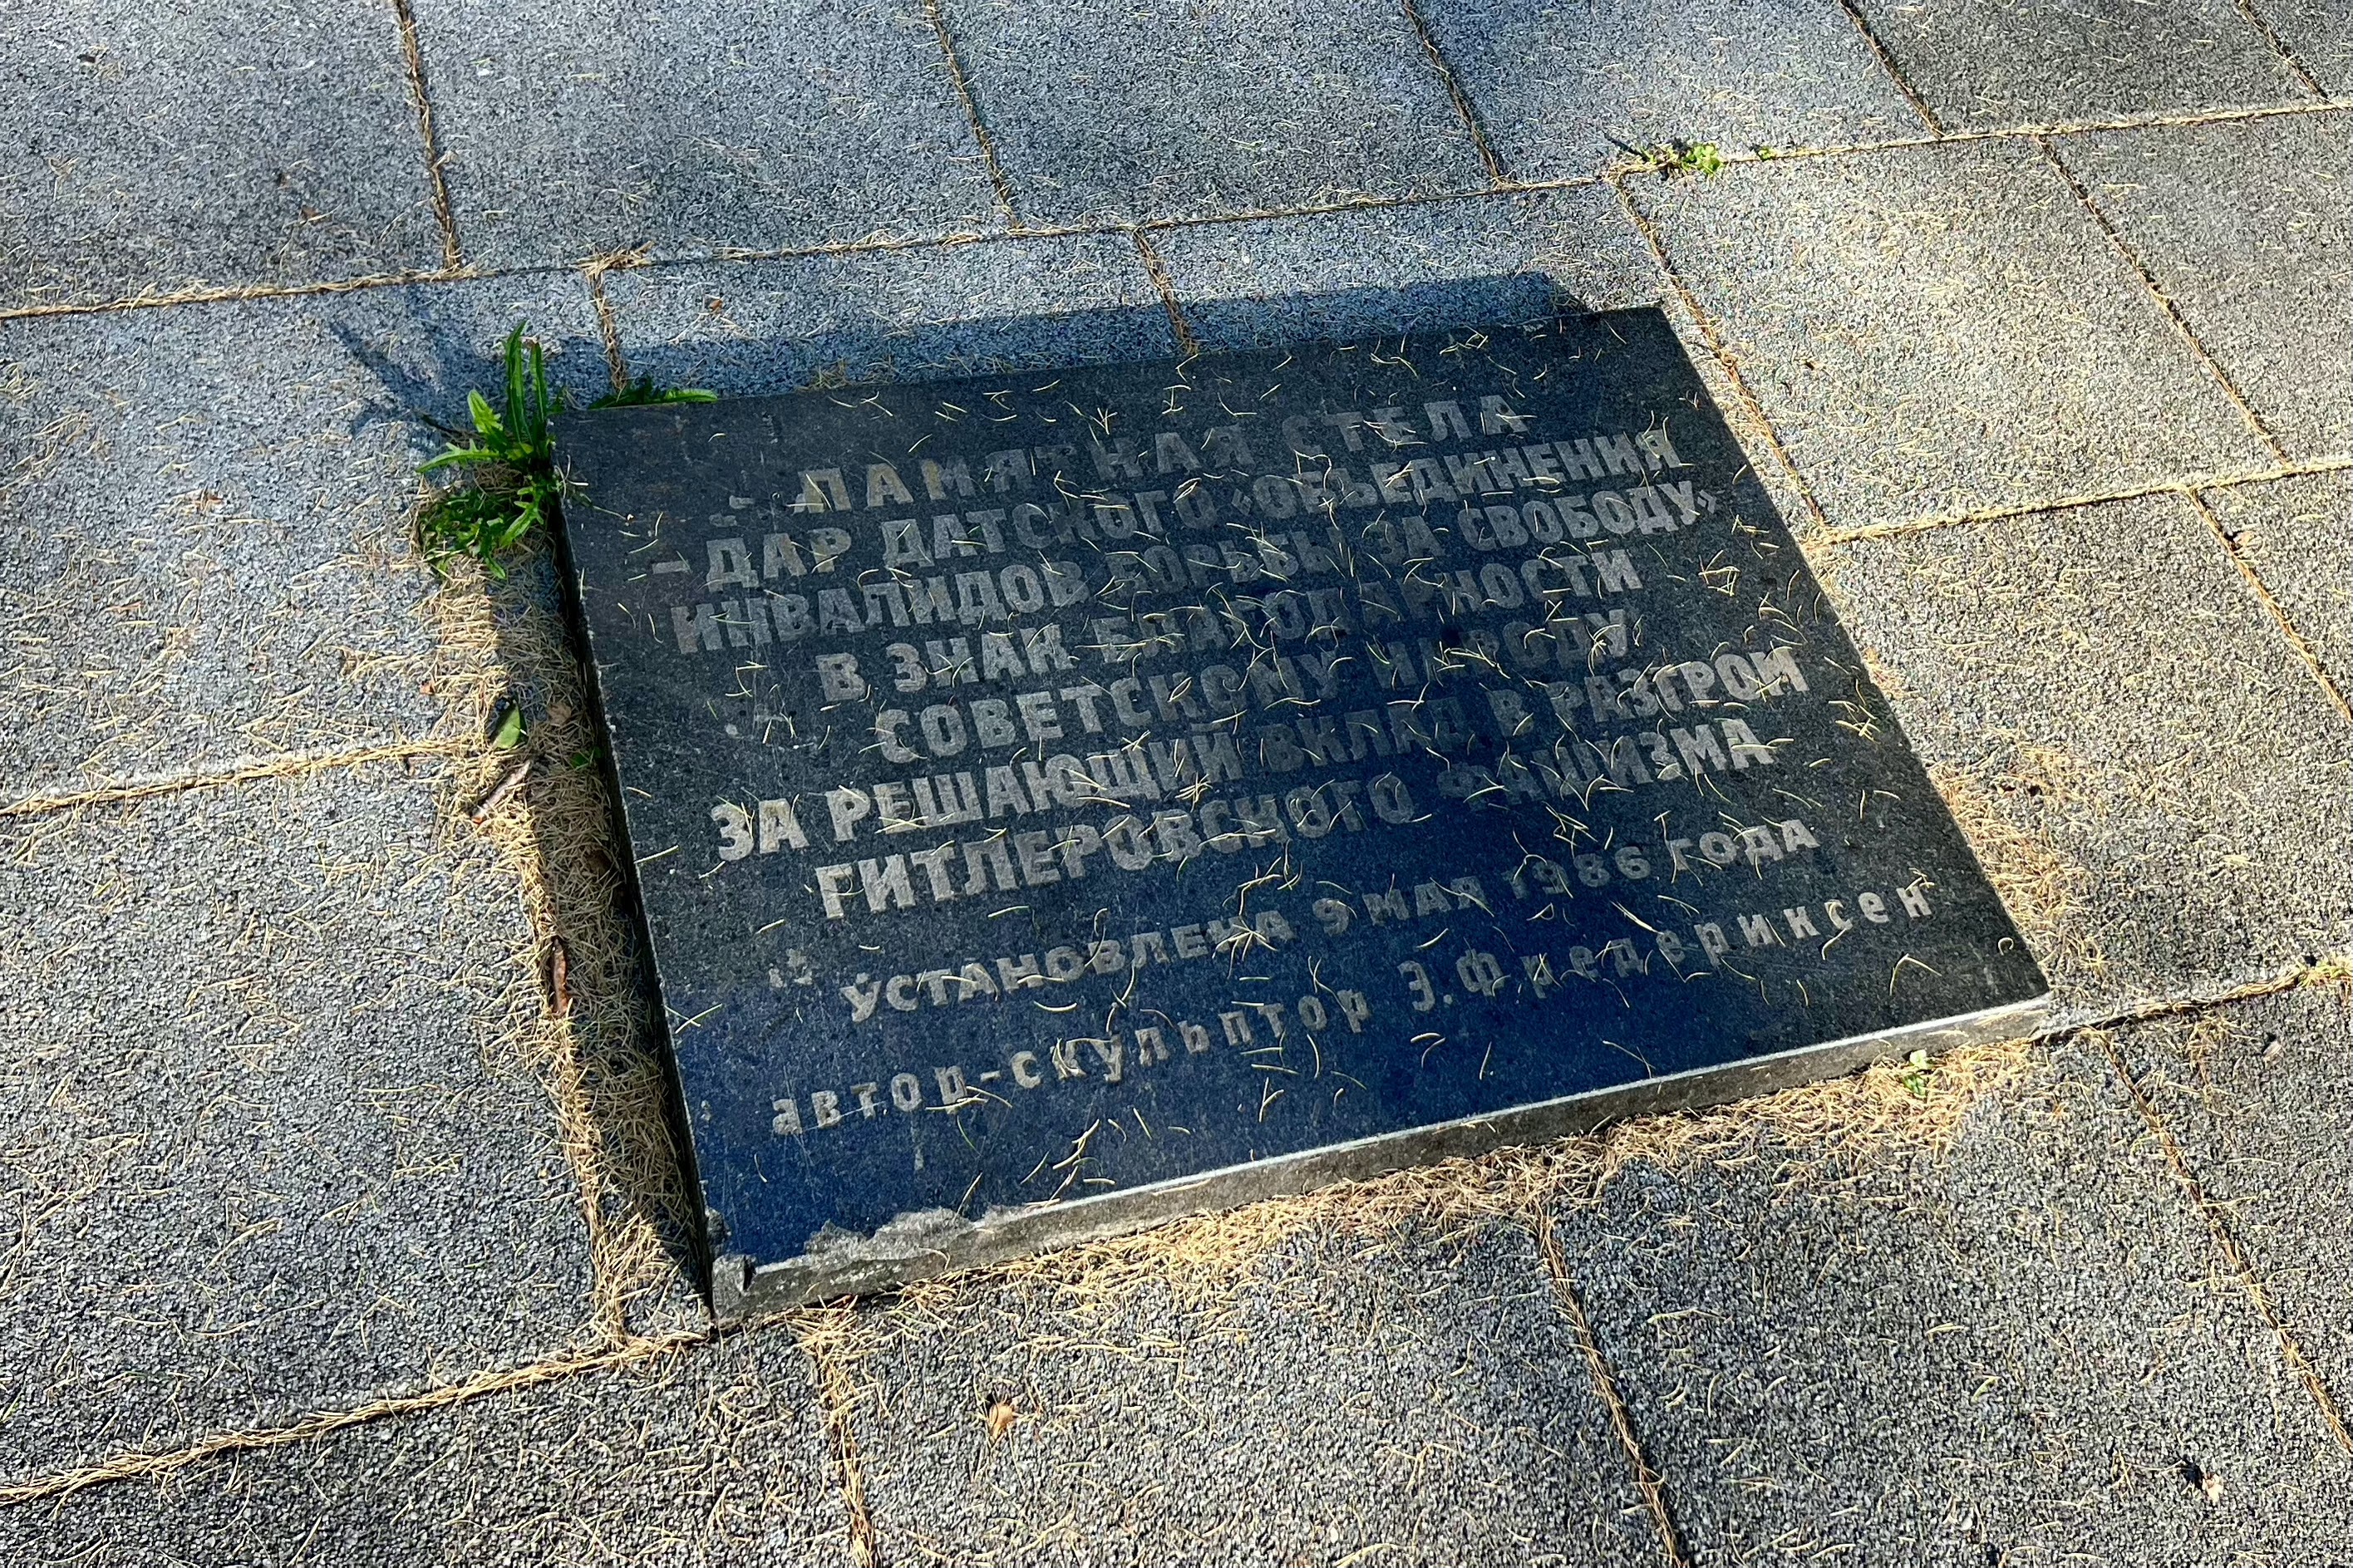 ПАМЯТНАЯ СТЕЛА
– ДАР ДАТСКОГО «ОБЪЕДИНЕНИЯ
ИНВАЛИДОВ БОРЬБЫ ЗА СВОБОДУ»
В ЗНАК БЛАГОДАРНОСТИ
СОВЕТСКОМУ НАРОДУ
ЗА РЕШАЮЩИЙ ВКЛАД В РАЗГРОМ
ГИТЛЕРОВСКОГО ФАШИЗМА
УСТАНОВЛЕНА 9 МАЯ 1986 ГОДА
автор-скульптор Э.Фредериксен